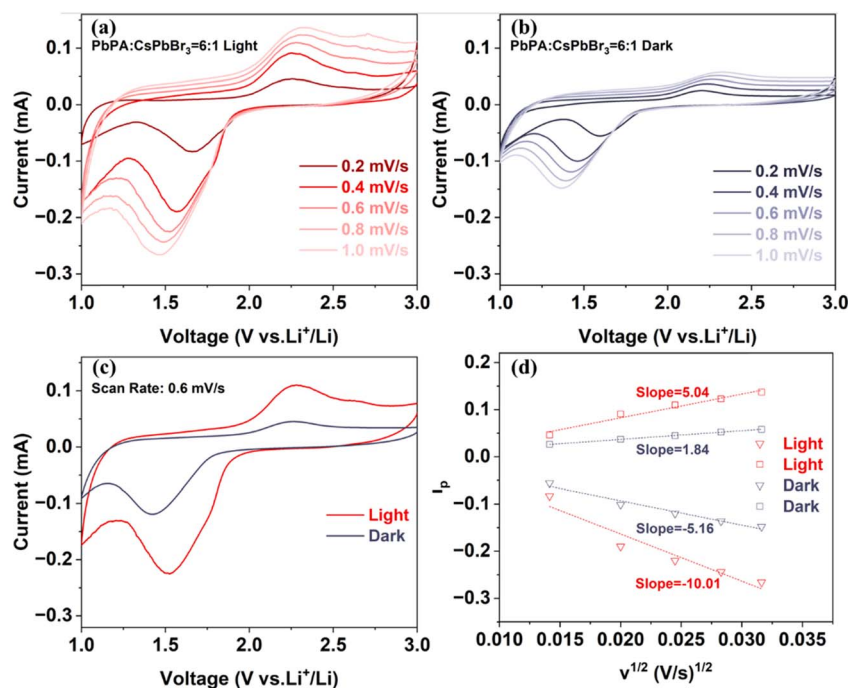 (a)
PbPA:CsPbBr₃=6:1 Light
0.1
0.0
−0.1
−0.2
−0.3
Current (mA)
0.2 mV/s
0.4 mV/s
0.6 mV/s
0.8 mV/s
1.0 mV/s
1.0 1.5 2.0 2.5 3.0
Voltage (V vs.Li⁺/Li)
(b)
PbPA:CsPbBr₃=6:1 Dark
0.1
0.0
−0.1
−0.2
−0.3
Current (mA)
0.2 mV/s
0.4 mV/s
0.6 mV/s
0.8 mV/s
1.0 mV/s
1.0 1.5 2.0 2.5 3.0
Voltage (V vs.Li⁺/Li)
(c)
Scan Rate: 0.6 mV/s
0.2
0.1
0.0
−0.1
−0.2
−0.3
Current (mA)
Light
Dark
1.0 1.5 2.0 2.5 3.0
Voltage (V vs.Li⁺/Li)
(d)
0.2
0.1
0.0
−0.1
−0.2
−0.3
Iₚ
Slope=5.04
Slope=1.84
Slope=-5.16
Slope=-10.01
Light
Light
Dark
Dark
0.010 0.015 0.020 0.025 0.030 0.035
v¹/² (V/s)¹/²